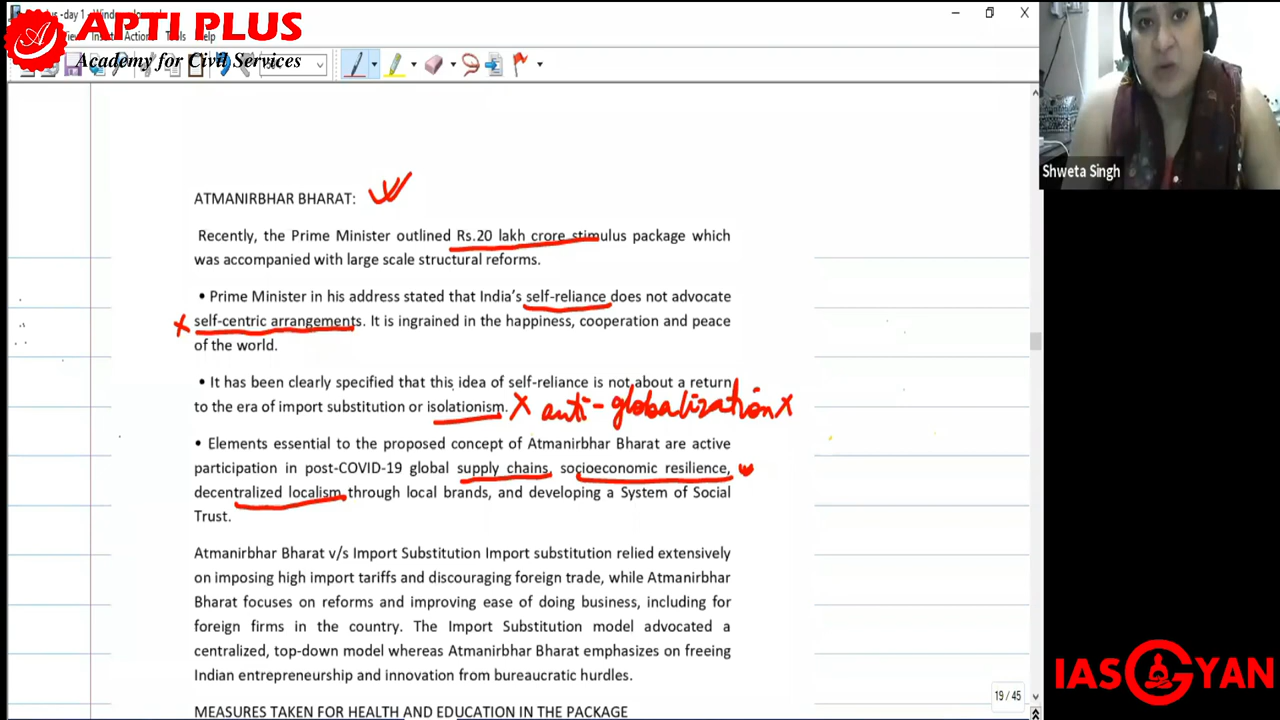 -day 1 - Windows
APTI PLUS
Academy for Civil Services
Actions Tools Help
Shweta Singh
ATMANIRBHAR BHARAT:
Recently, the Prime Minister outlined Rs.20 lakh crore stimulus package which
was accompanied with large scale structural reforms.
• Prime Minister in his address stated that India's self-reliance does not advocate
x self-centric arrangements. It is ingrained in the happiness, cooperation and peace
of the world.
• It has been clearly specified that this idea of self-reliance is not about a return
to the era of import substitution or isolationism. x anti-globalization x
• Elements essential to the proposed concept of Atmanirbhar Bharat are active
participation in post-COVID-19 global supply chains, socioeconomic resilience,
decentralized localism through local brands, and developing a System of Social
Trust.
Atmanirbhar Bharat v/s Import Substitution Import substitution relied extensively
on imposing high import tariffs and discouraging foreign trade, while Atmanirbhar
Bharat focuses on reforms and improving ease of doing business, including for
foreign firms in the country. The Import Substitution model advocated a
centralized, top-down model whereas Atmanirbhar Bharat emphasizes on freeing
Indian entrepreneurship and innovation from bureaucratic hurdles.
MEASURES TAKEN FOR HEALTH AND EDUCATION IN THE PACKAGE
19 / 45
IASGYAN